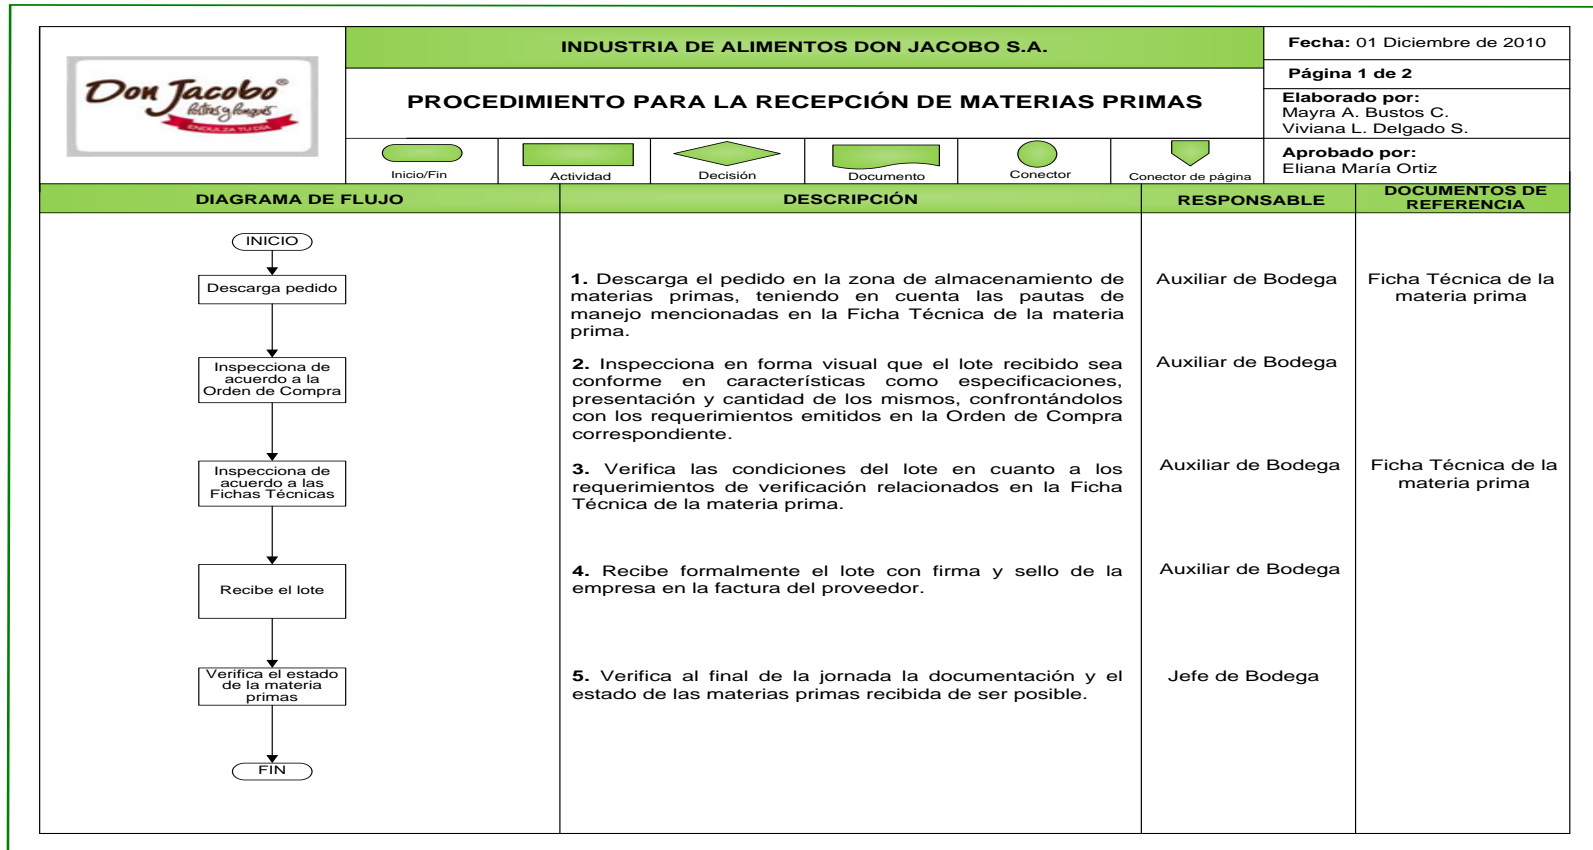 Don Jacobo®
Postres y Ponqués
ENDULZA TU DÍA
INDUSTRIA DE ALIMENTOS DON JACOBO S.A.
Fecha: 01 Diciembre de 2010
Página 1 de 2
PROCEDIMIENTO PARA LA RECEPCIÓN DE MATERIAS PRIMAS
Elaborado por:
Mayra A. Bustos C.
Viviana L. Delgado S.
Aprobado por:
Eliana María Ortiz
Inicio/Fin
Actividad
Decisión
Documento
Conector
Conector de página
DIAGRAMA DE FLUJO
DESCRIPCIÓN
RESPONSABLE
DOCUMENTOS DE
REFERENCIA
INICIO
Descarga pedido
1. Descarga el pedido en la zona de almacenamiento de
materias primas, teniendo en cuenta las pautas de
manejo mencionadas en la Ficha Técnica de la materia
prima.
Auxiliar de Bodega
Ficha Técnica de la
materia prima
Inspecciona de
acuerdo a la
Orden de Compra
2. Inspecciona en forma visual que el lote recibido sea
conforme en características como especificaciones,
presentación y cantidad de los mismos, confrontándolos
con los requerimientos emitidos en la Orden de Compra
correspondiente.
Auxiliar de Bodega
Inspecciona de
acuerdo a las
Fichas Técnicas
3. Verifica las condiciones del lote en cuanto a los
requerimientos de verificación relacionados en la Ficha
Técnica de la materia prima.
Auxiliar de Bodega
Ficha Técnica de la
materia prima
Recibe el lote
4. Recibe formalmente el lote con firma y sello de la
empresa en la factura del proveedor.
Auxiliar de Bodega
Verifica el estado
de la materia
primas
5. Verifica al final de la jornada la documentación y el
estado de las materias primas recibida de ser posible.
Jefe de Bodega
FIN